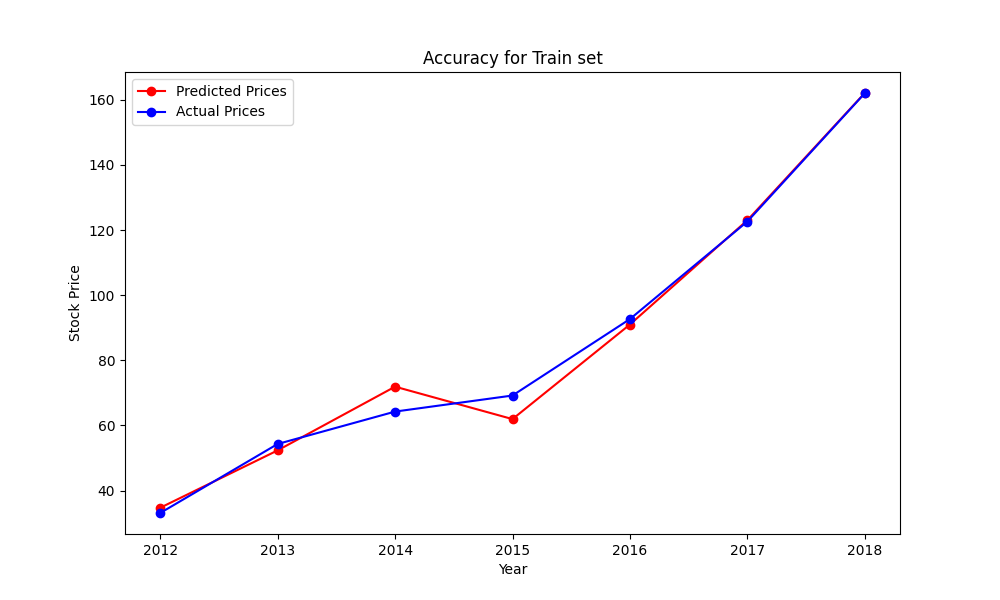 Accuracy for Train set
Predicted Prices
Actual Prices
160
140
120
100
80
60
40
Stock Price
2012 2013 2014 2015 2016 2017 2018
Year